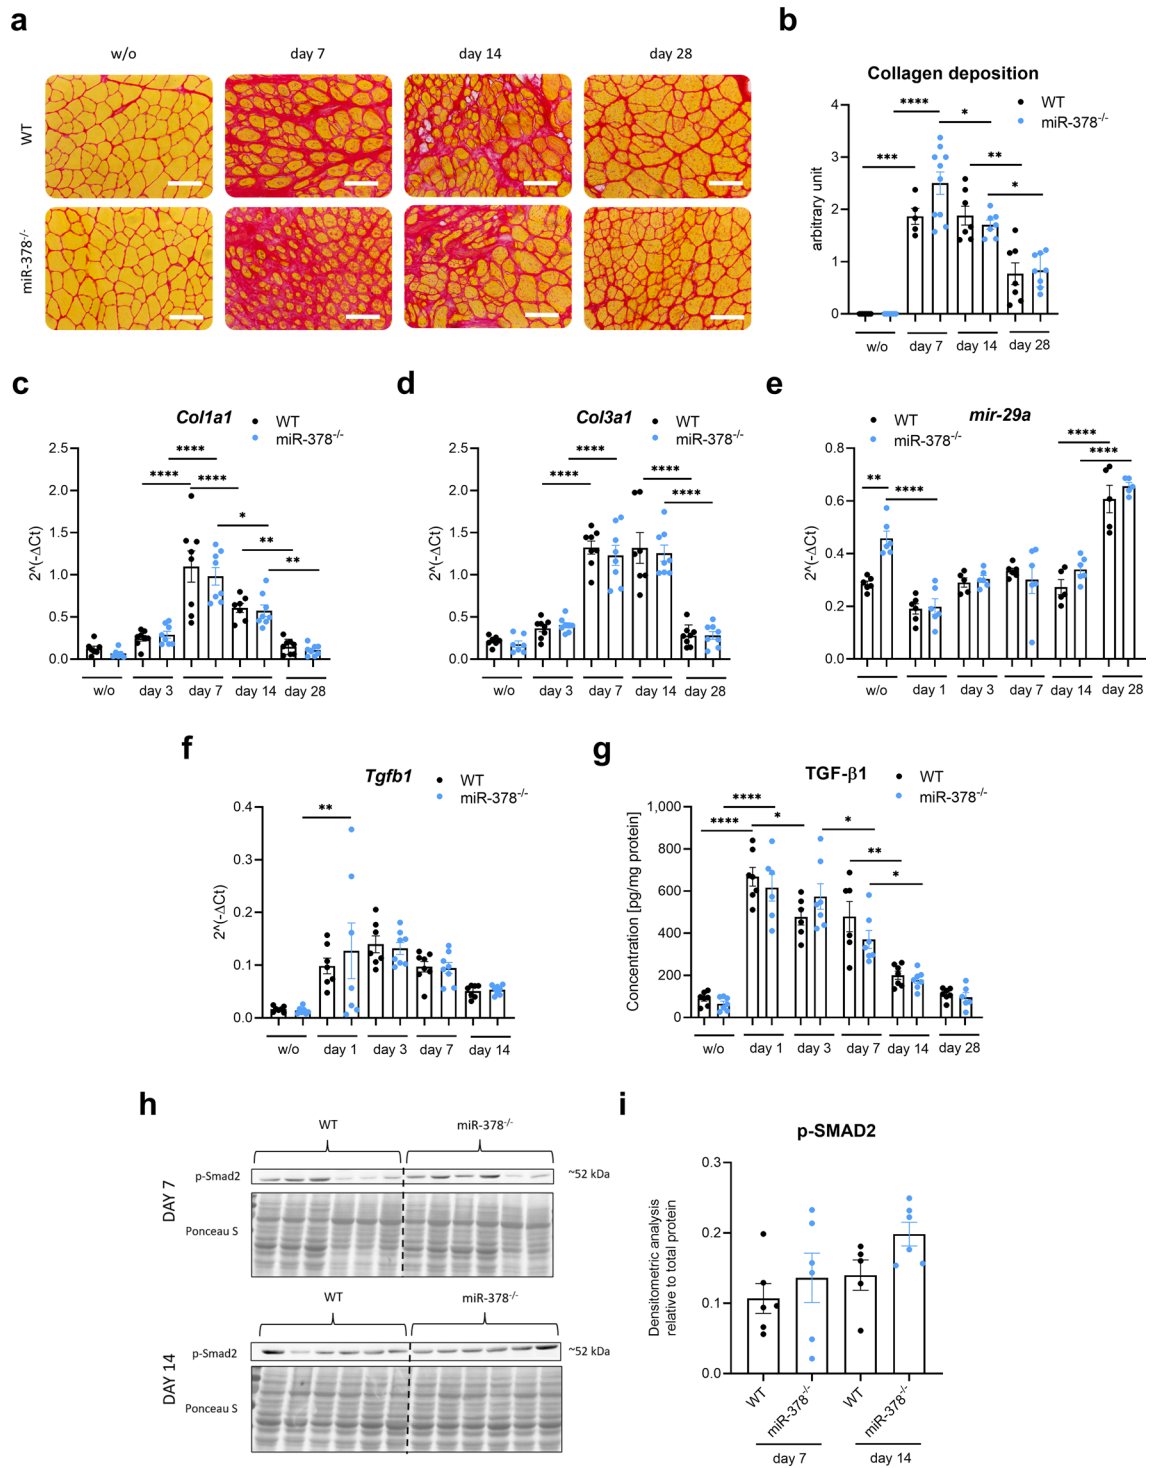 a
w/o
day 7
day 14
day 28
WT
miR-378-/-
b
Collagen deposition
WT
miR-378-/-
arbitrary unit
4
3
2
1
0
****
*
***
**
*
w/o
day 7
day 14
day 28
c
Col1a1
WT
miR-378-/-
2^(-ΔCt)
2.5
2.0
1.5
1.0
0.5
0.0
****
**** ****
*
**
**
w/o
day 3
day 7
day 14
day 28
d
Col3a1
WT
miR-378-/-
2^(-ΔCt)
2.5
2.0
1.5
1.0
0.5
0.0
****
****
****
****
w/o
day 3
day 7
day 14
day 28
e
mir-29a
WT
miR-378-/-
2^(-ΔCt)
0.8
0.6
0.4
0.2
0.0
**
****
****
****
w/o
day 1
day 3
day 7
day 14
day 28
f
Tgfb1
WT
miR-378-/-
2^(-ΔCt)
0.4
0.3
0.2
0.1
0.0
**
w/o
day 1
day 3
day 7
day 14
g
TGF-β1
WT
miR-378-/-
Concentration [pg/mg protein]
1,000
800
600
400
200
0
****
****
*
*
**
*
w/o
day 1
day 3
day 7
day 14
day 28
h
WT
miR-378-/-
DAY 7
p-Smad2
~52 kDa
Ponceau S
WT
miR-378-/-
DAY 14
p-Smad2
~52 kDa
Ponceau S
i
p-SMAD2
Densitometric analysis
relative to total protein
0.3
0.2
0.1
0.0
WT
miR-378-/-
WT
miR-378-/-
day 7
day 14